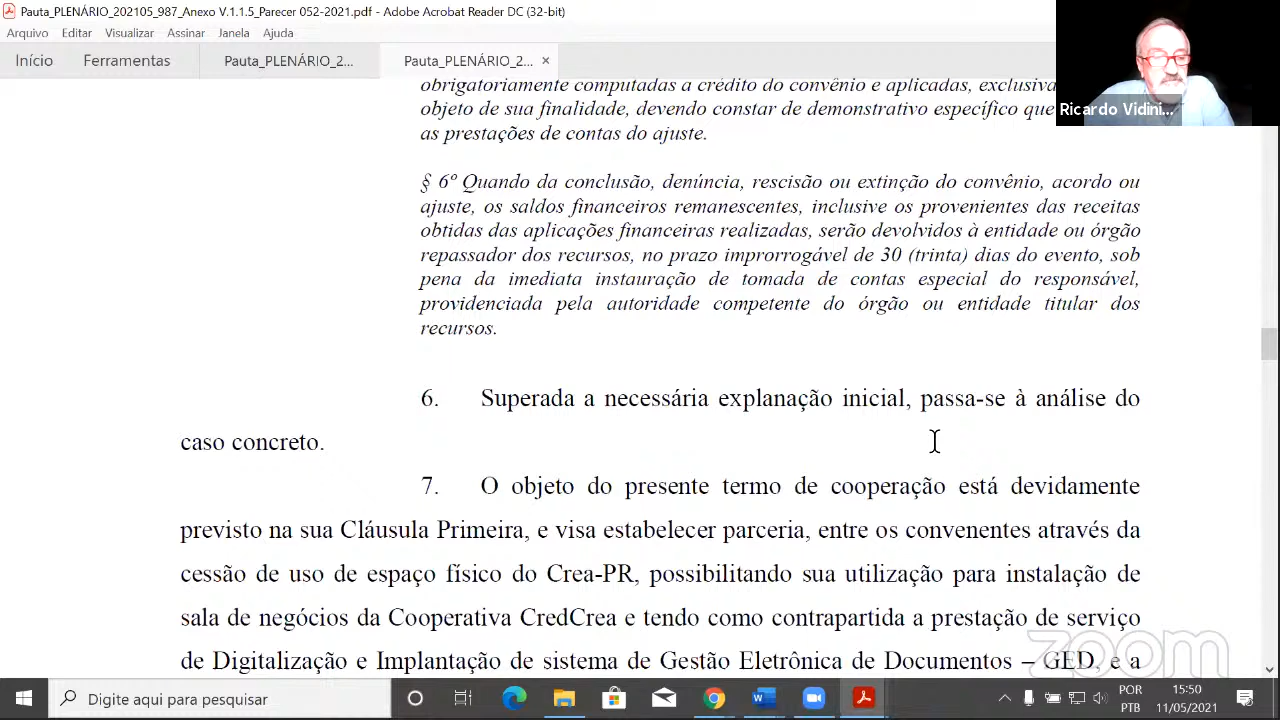 Pauta_PLENÁRIO_202105_987_Anexo V.1.1.5_Parecer 052-2021.pdf - Adobe Acrobat Reader DC (32-bit)
Arquivo Editar Visualizar Assinar Janela Ajuda
Início Ferramentas Pauta_PLENÁRIO_2... Pauta_PLENÁRIO_2... ×
Ricardo Vidini...
obrigatoriamente computadas a crédito do convênio e aplicadas,
objeto de sua finalidade, devendo constar de demonstrativo específico que
as prestações de contas do ajuste.
§ 6º Quando da conclusão, denúncia, rescisão ou extinção do convênio, acordo ou
ajuste, os saldos financeiros remanescentes, inclusive os provenientes das receitas
obtidas das aplicações financeiras realizadas, serão devolvidos à entidade ou órgão
repassador dos recursos, no prazo improrrogável de 30 (trinta) dias do evento, sob
pena da imediata instauração de tomada de contas especial do responsável,
providenciada pela autoridade competente do órgão ou entidade titular dos
recursos.
6. Superada a necessária explanação inicial, passa-se à análise do
caso concreto.
7. O objeto do presente termo de cooperação está devidamente
previsto na sua Cláusula Primeira, e visa estabelecer parceria, entre os convenentes através da
cessão de uso de espaço físico do Crea-PR, possibilitando sua utilização para instalação de
sala de negócios da Cooperativa CredCrea e tendo como contrapartida a prestação de serviço
de Digitalização e Implantação de sistema de Gestão Eletrônica de Documentos – GED, e a
zoom
Digite aqui para pesquisar
POR 15:50
PTB 11/05/2021